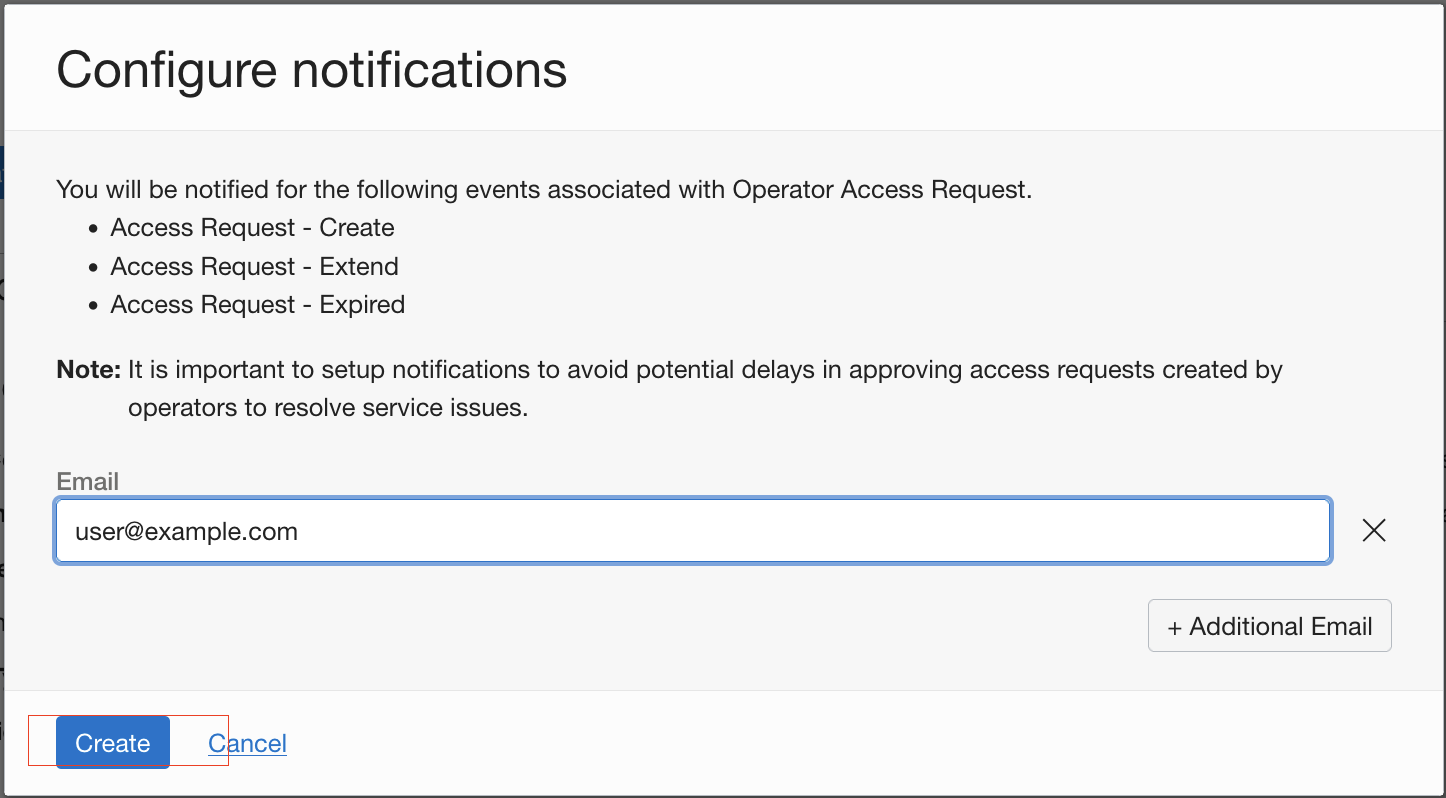 Configure notifications
You will be notified for the following events associated with Operator Access Request.
• Access Request - Create
• Access Request - Extend
• Access Request - Expired
Note: It is important to setup notifications to avoid potential delays in approving access requests created by
operators to resolve service issues.
Email
user@example.com
+ Additional Email
Create Cancel